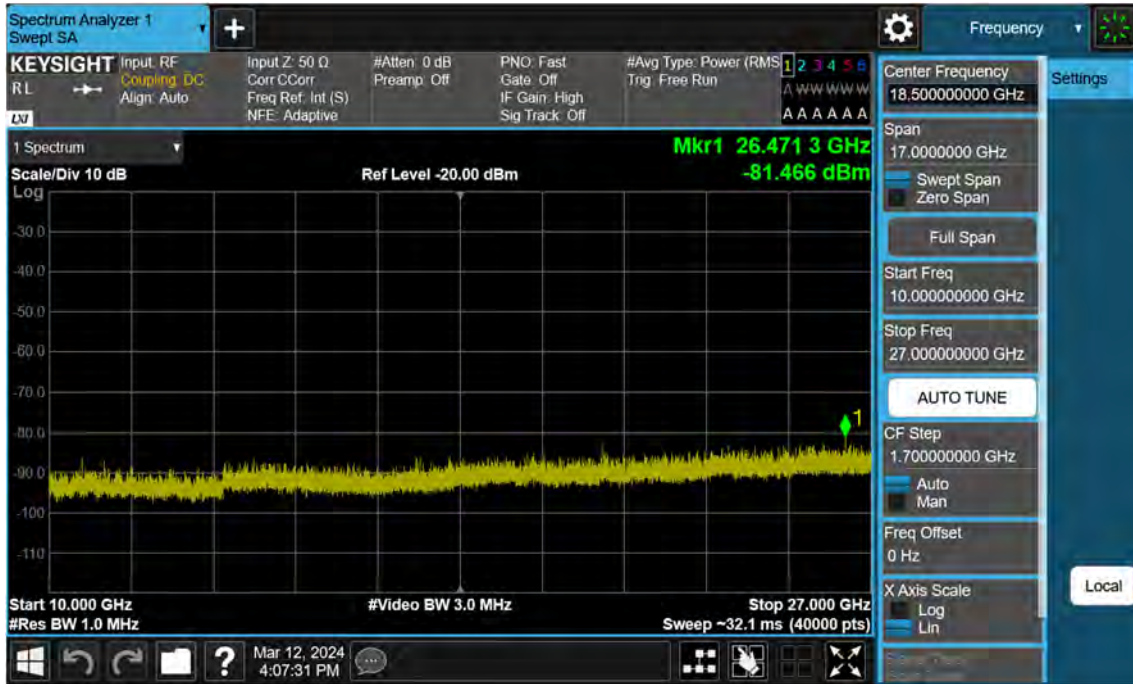 Spectrum Analyzer 1
Swept SA
+
Frequency
KEYSIGHT
RL
LXI
Input: RF
Coupling: DC
Align: Auto
Input Z: 50 Ω
Corr CCorr
Freq Ref: Int (S)
NFE: Adaptive
#Atten: 0 dB
Preamp: Off
PNO: Fast
Gate: Off
IF Gain: High
Sig Track: Off
#Avg Type: Power (RMS
Trig: Free Run
1 2 3 4 5 6
A W W W W W
A A A A A A
1 Spectrum
Scale/Div 10 dB
Ref Level -20.00 dBm
Mkr1 26.471 3 GHz
-81.466 dBm
Log
-30.0
-40.0
-50.0
-60.0
-70.0
-80.0
-90.0
-100
-110
1
Start 10.000 GHz
#Res BW 1.0 MHz
#Video BW 3.0 MHz
Stop 27.000 GHz
Sweep ~32.1 ms (40000 pts)
Center Frequency
18.500000000 GHz
Span
17.0000000 GHz
Swept Span
Zero Span
Full Span
Start Freq
10.000000000 GHz
Stop Freq
27.000000000 GHz
AUTO TUNE
CF Step
1.700000000 GHz
Auto
Man
Freq Offset
0 Hz
X Axis Scale
Log
Lin
Settings
Local
?
Mar 12, 2024
4:07:31 PM